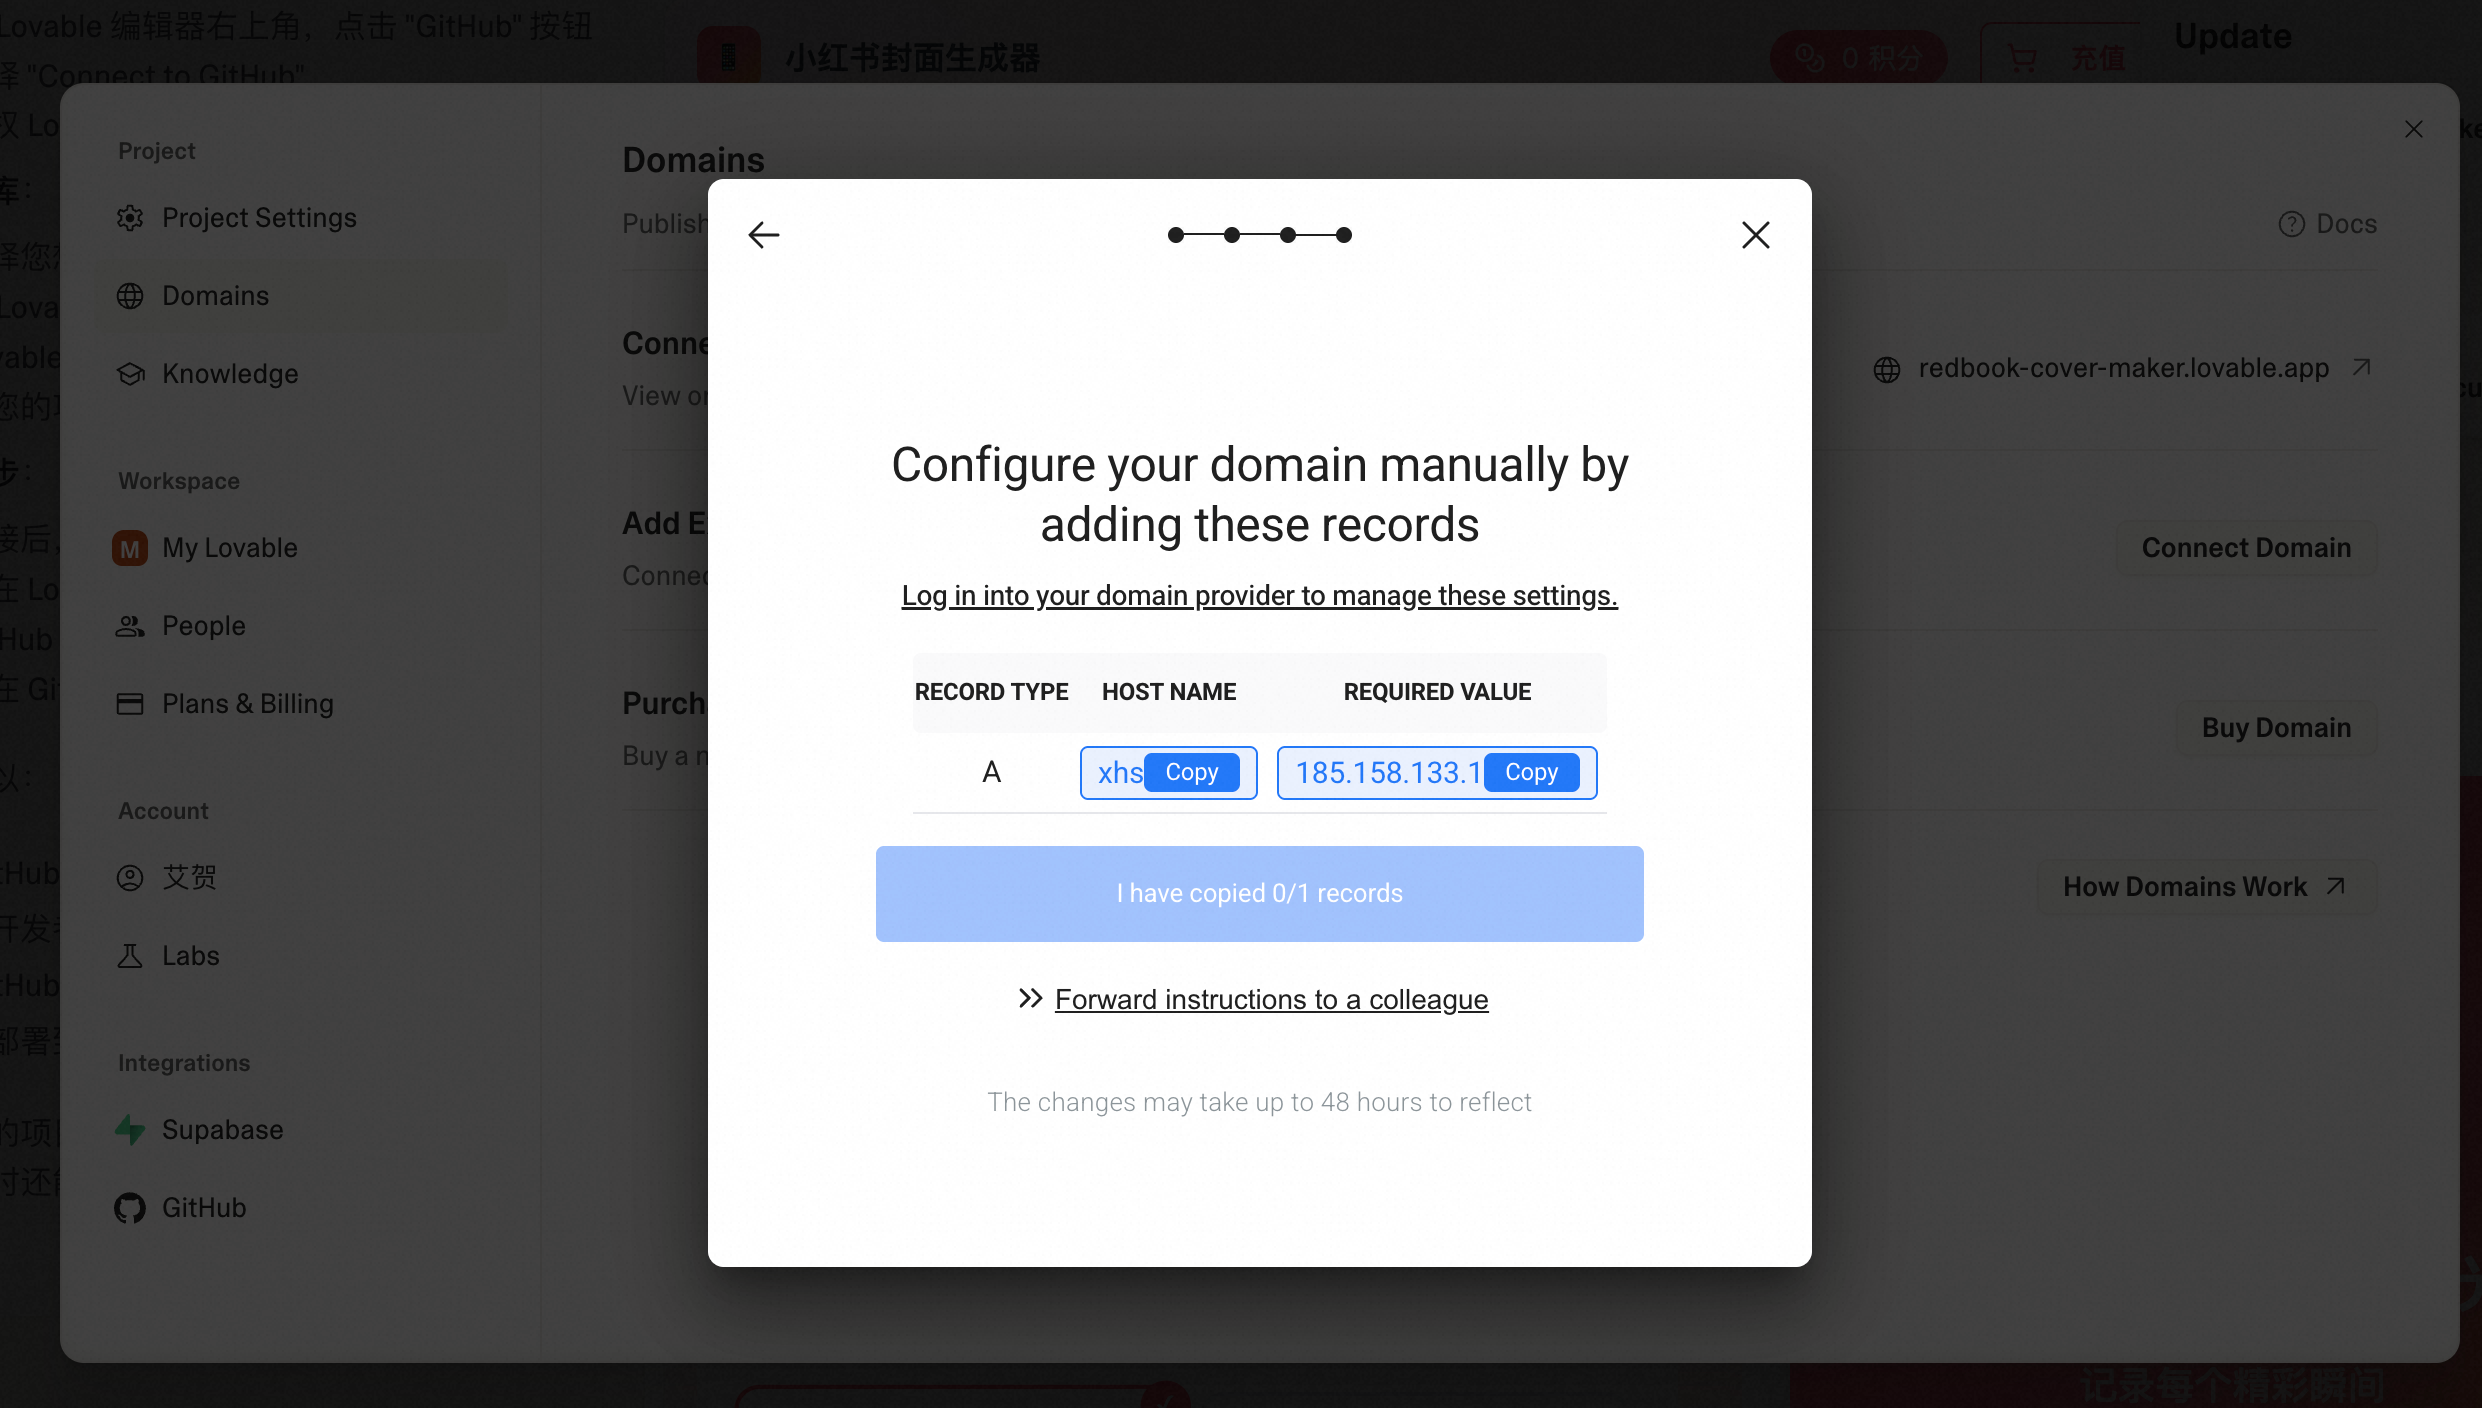 Lovable 编辑器右上角，点击 "GitHub" 按钮
择 "Connect to GitHub"
小红书封面生成器
0 积分
充值
Update
Project
Project Settings
Domains
Knowledge
Workspace
M My Lovable
People
Plans & Billing
Account
艾贺
Labs
Integrations
Supabase
GitHub
Domains
Publish
Docs
redbook-cover-maker.lovable.app
Connect Domain
Buy Domain
How Domains Work
Configure your domain manually by
adding these records
Log in into your domain provider to manage these settings.
RECORD TYPE HOST NAME REQUIRED VALUE
A xhs Copy 185.158.133.1 Copy
I have copied 0/1 records
Forward instructions to a colleague
The changes may take up to 48 hours to reflect
记录每个精彩瞬间